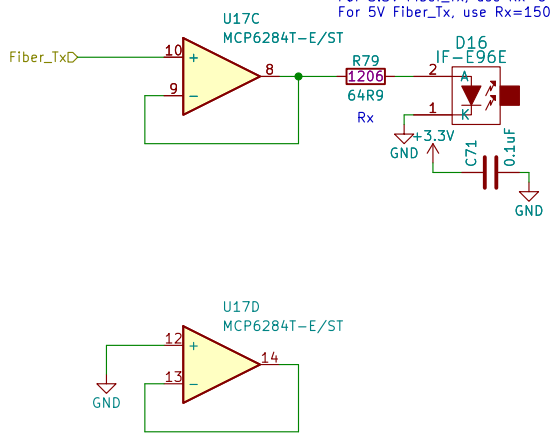 For 5V Fiber_Tx, use Rx=150
U17C
MCP6284T-E/ST
D16
IF-E96E
Fiber_Tx
10
+
8
R79
1206
64R9
Rx
2
A
9
−
1
K
GND
+3.3V
C71
0.1uF
GND
U17D
MCP6284T-E/ST
12
+
14
13
−
GND